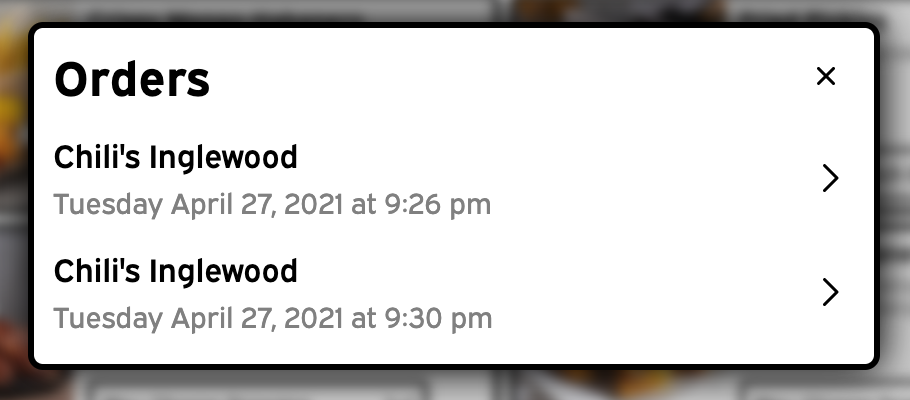 Orders
Chili's Inglewood
Tuesday April 27, 2021 at 9:26 pm
Chili's Inglewood
Tuesday April 27, 2021 at 9:30 pm